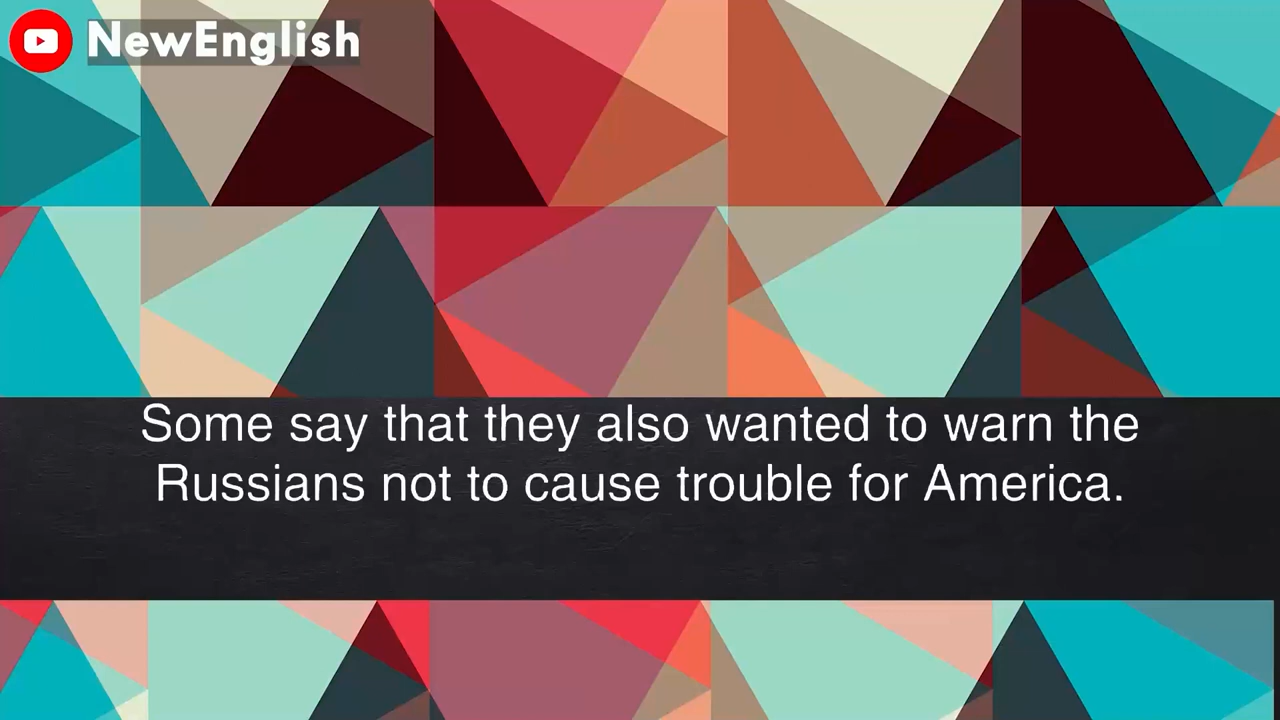 NewEnglish
Some say that they also wanted to warn the
Russians not to cause trouble for America.